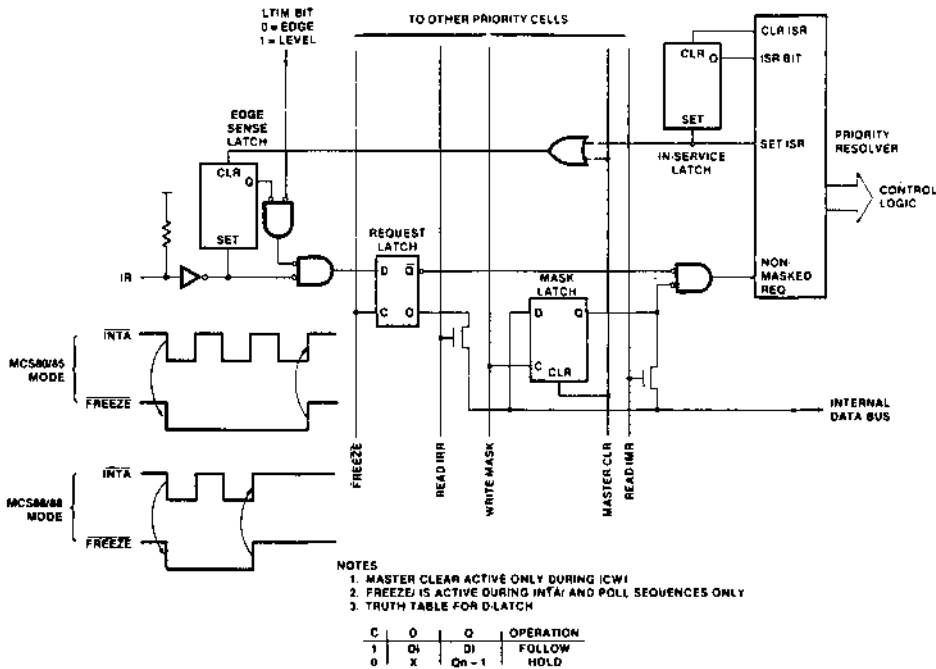 LTIM BIT
0 = EDGE
1 = LEVEL
TO OTHER PRIORITY CELLS
CLR ISR
CLR
Q
ISR BIT
SET
EDGE
SENSE
LATCH
SET ISR
PRIORITY
RESOLVER
IN-SERVICE
LATCH
CLR
Q
CONTROL
LOGIC
SET
REQUEST
LATCH
NON-
MASKED
REQ
IR
D
Q
MASK
LATCH
C
Q
D
Q
C
CLR
INTA
MCS80/85
MODE
FREEZE
INTERNAL
DATA BUS
FREEZE
READ IRR
WRITE MASK
MASTER CLR
READ IMR
INTA
MCS86/88
MODE
FREEZE
NOTES
1. MASTER CLEAR ACTIVE ONLY DURING ICW1
2. FREEZE/ IS ACTIVE DURING INTA/ AND POLL SEQUENCES ONLY
3. TRUTH TABLE FOR D-LATCH
C D Q OPERATION
1 Di Di FOLLOW
0 X Qn - 1 HOLD